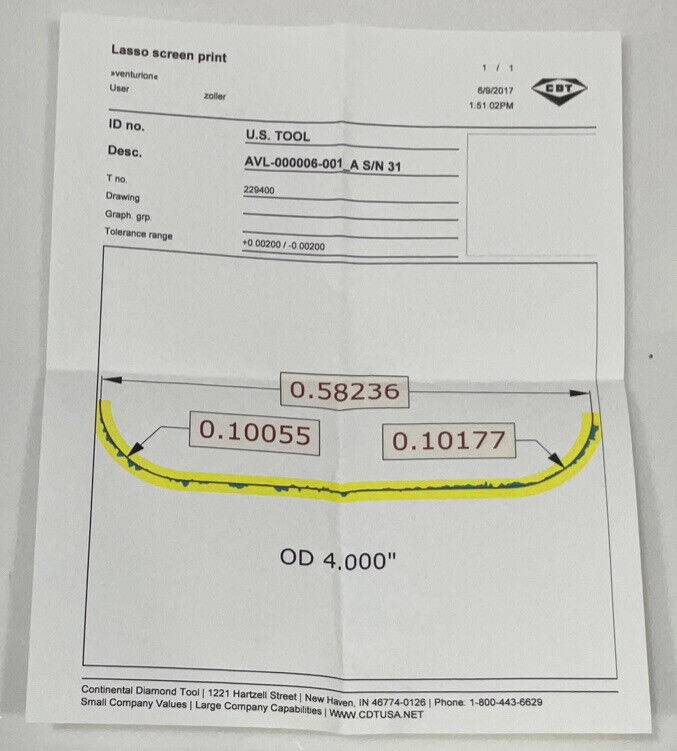 Lasso screen print
»venturion«
User zoller
1 / 1
CDT
6/9/2017
1:51:02PM
ID no. U.S. TOOL
Desc. AVL-000006-001_A S/N 31
T no. 229400
Drawing
Graph. grp.
Tolerance range +0.00200 / -0.00200
0.58236
0.10055
0.10177
OD 4.000"
Continental Diamond Tool | 1221 Hartzell Street | New Haven, IN 46774-0126 | Phone: 1-800-443-6629
Small Company Values | Large Company Capabilities | WWW.CDTUSA.NET